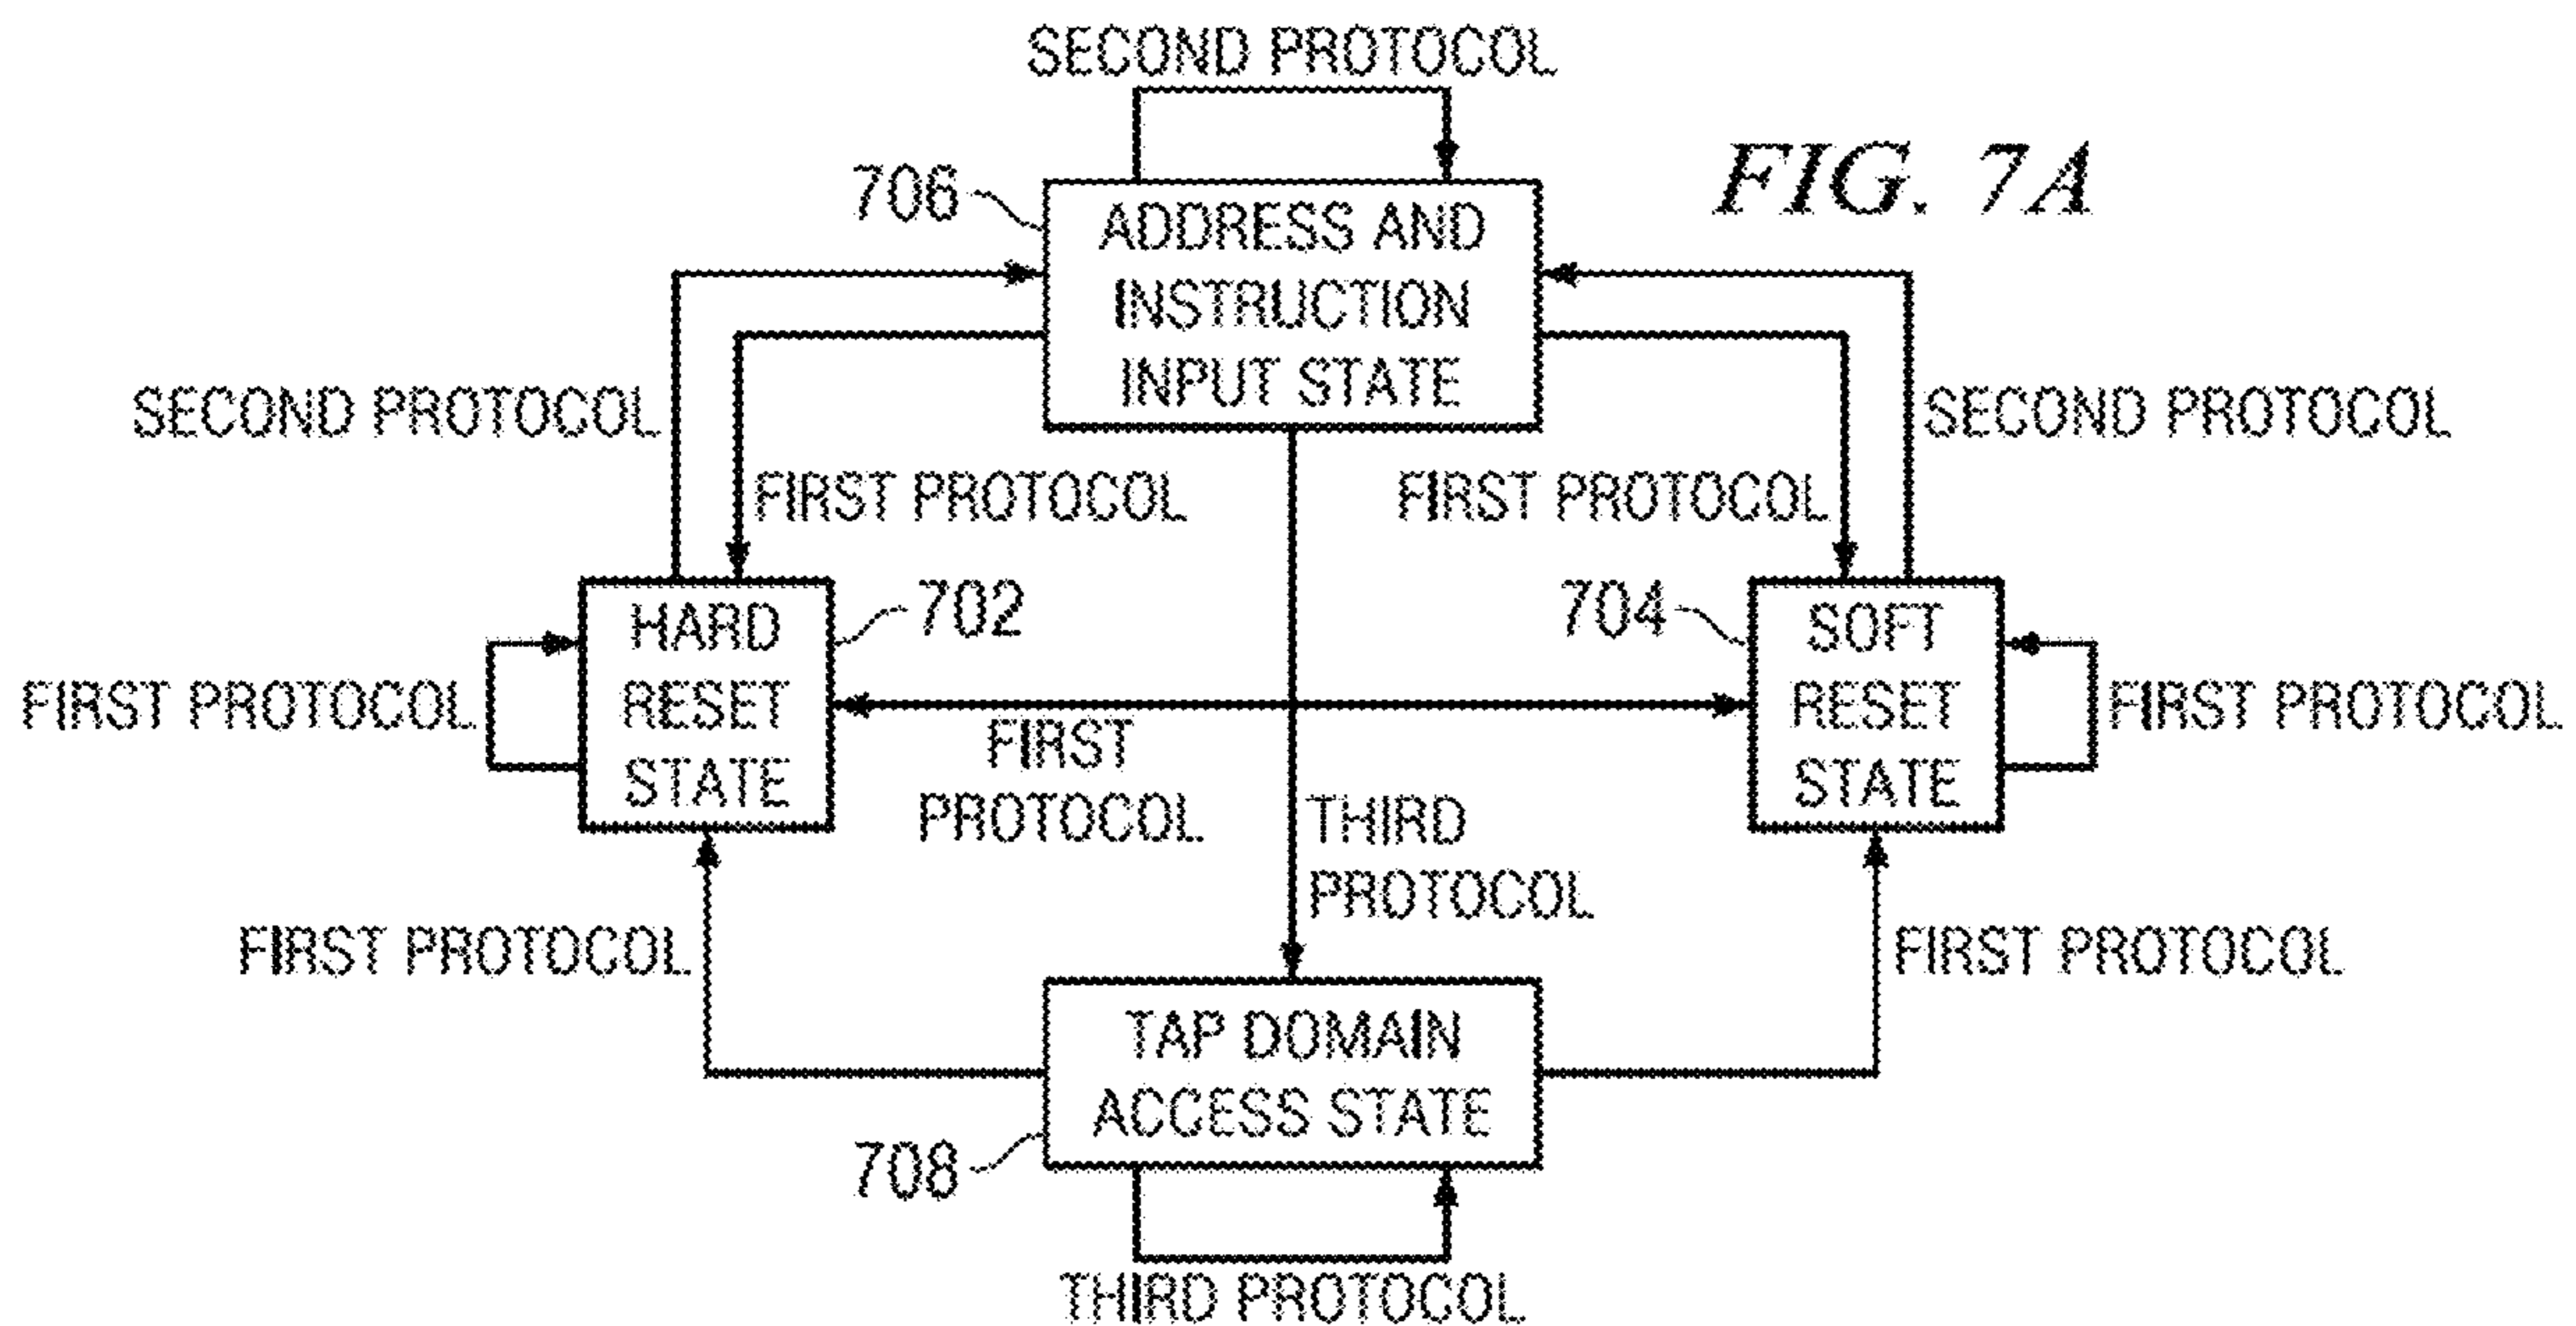 SECOND PROTOCOL
FIG. 7A
706
ADDRESS AND
INSTRUCTION
INPUT STATE
SECOND PROTOCOL
SECOND PROTOCOL
FIRST PROTOCOL
FIRST PROTOCOL
702
704
HARD
RESET
STATE
SOFT
RESET
STATE
FIRST PROTOCOL
FIRST PROTOCOL
FIRST
PROTOCOL
THIRD
PROTOCOL
FIRST PROTOCOL
FIRST PROTOCOL
TAP DOMAIN
ACCESS STATE
708
THIRD PROTOCOL